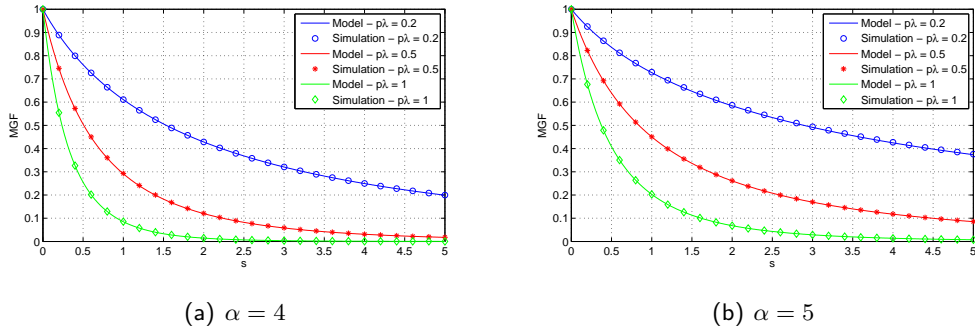 1
0.9
0.8
0.7
0.6
0.5
0.4
0.3
0.2
0.1
0
MGF
0 0.5 1 1.5 2 2.5 3 3.5 4 4.5 5
s
Model − pλ = 0.2
Simulation − pλ = 0.2
Model − pλ = 0.5
Simulation − pλ = 0.5
Model − pλ = 1
Simulation − pλ = 1
(a) α = 4
1
0.9
0.8
0.7
0.6
0.5
0.4
0.3
0.2
0.1
0
MGF
0 0.5 1 1.5 2 2.5 3 3.5 4 4.5 5
s
Model − pλ = 0.2
Simulation − pλ = 0.2
Model − pλ = 0.5
Simulation − pλ = 0.5
Model − pλ = 1
Simulation − pλ = 1
(b) α = 5